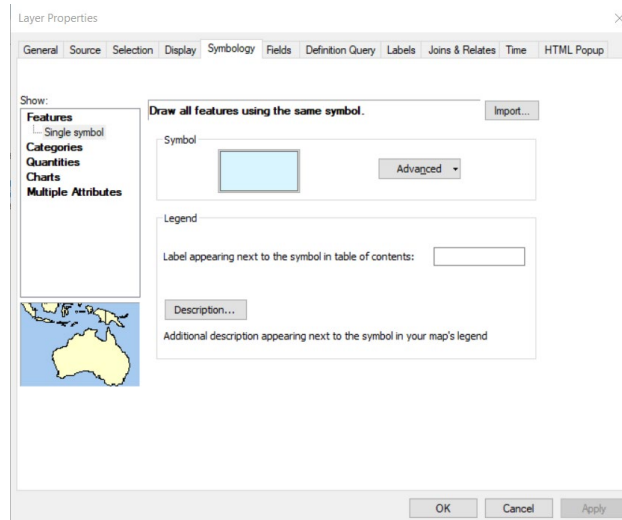 Layer Properties
General Source Selection Display Symbology Fields Definition Query Labels Joins & Relates Time HTML Popup
Show:
Features
Single symbol
Categories
Quantities
Charts
Multiple Attributes
Draw all features using the same symbol.
Import...
Symbol
Advanced
Legend
Label appearing next to the symbol in table of contents:
Description...
Additional description appearing next to the symbol in your map's legend
OK Cancel Apply